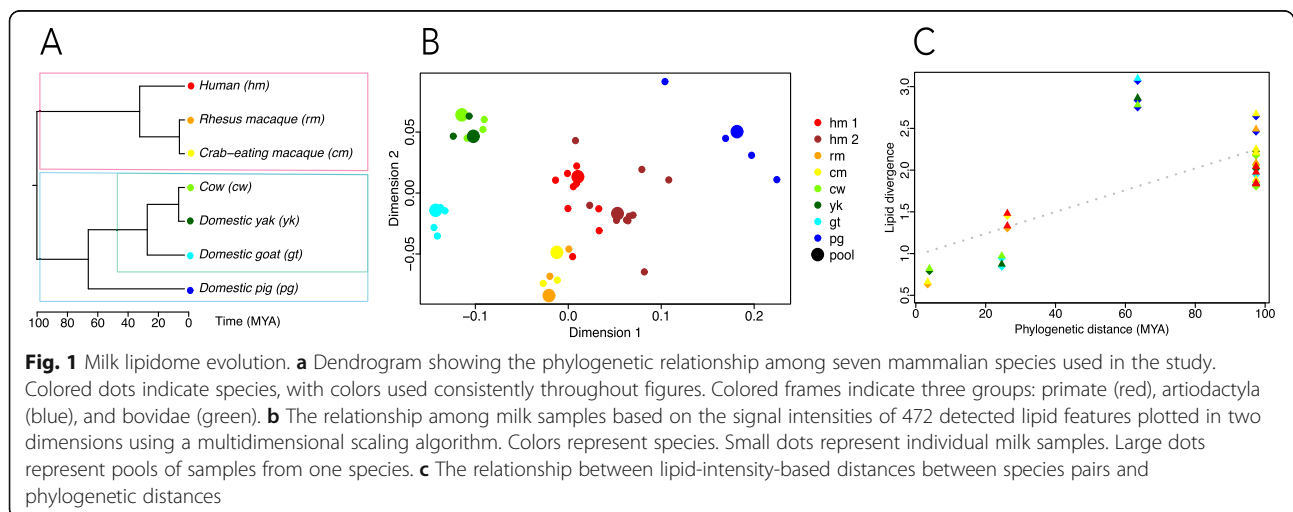 A
B
C
Human (hm)
Rhesus macaque (rm)
Crab–eating macaque (cm)
Cow (cw)
Domestic yak (yk)
Domestic goat (gt)
Domestic pig (pg)
100 80 60 40 20 0
Time (MYA)
Dimension 2
0.05
0.00
−0.05
−0.1 0.0 0.1 0.2
Dimension 1
hm 1
hm 2
rm
cm
cw
yk
gt
pg
pool
Lipid divergence
3.0
2.5
2.0
1.5
1.0
0.5
0 20 40 60 80 100
Phylogenetic distance (MYA)
Fig. 1 Milk lipidome evolution. a Dendrogram showing the phylogenetic relationship among seven mammalian species used in the study.
Colored dots indicate species, with colors used consistently throughout figures. Colored frames indicate three groups: primate (red), artiodactyla
(blue), and bovidae (green). b The relationship among milk samples based on the signal intensities of 472 detected lipid features plotted in two
dimensions using a multidimensional scaling algorithm. Colors represent species. Small dots represent individual milk samples. Large dots
represent pools of samples from one species. c The relationship between lipid-intensity-based distances between species pairs and
phylogenetic distances